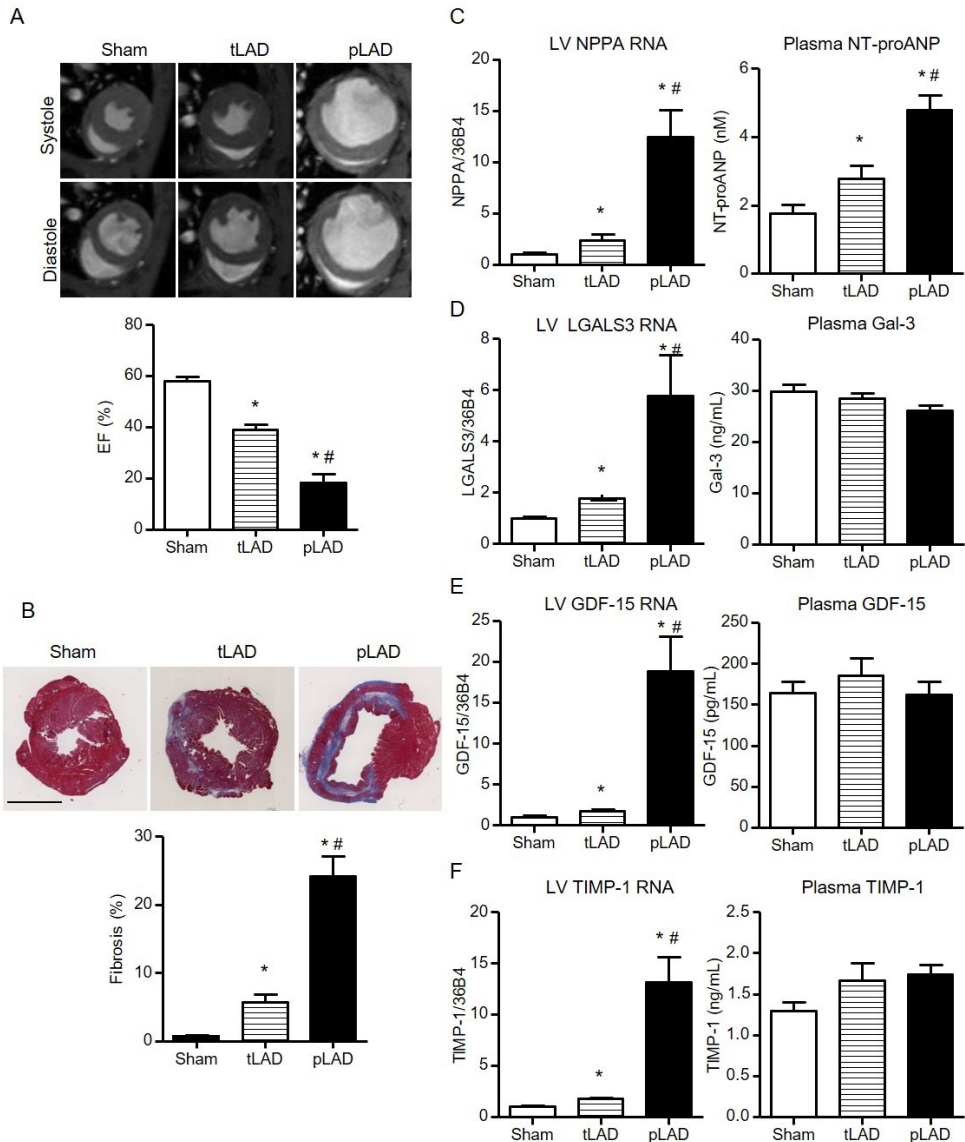 A
Sham tLAD pLAD
Systole
Diastole
EF (%)
80
60
40
20
0
Sham tLAD pLAD
*
* #
B
Sham tLAD pLAD
Fibrosis (%)
30
20
10
0
Sham tLAD pLAD
*
* #
C
LV NPPA RNA
NPPA/36B4
20
15
10
5
0
Sham tLAD pLAD
*
* #
Plasma NT-proANP
NT-proANP (nM)
6
4
2
0
Sham tLAD pLAD
*
* #
D
LV LGALS3 RNA
LGALS3/36B4
8
6
4
2
0
Sham tLAD pLAD
*
* #
Plasma Gal-3
Gal-3 (ng/mL)
40
30
20
10
0
Sham tLAD pLAD
E
LV GDF-15 RNA
GDF-15/36B4
25
20
15
10
5
0
Sham tLAD pLAD
*
* #
Plasma GDF-15
GDF-15 (pg/mL)
250
200
150
100
50
0
Sham tLAD pLAD
F
LV TIMP-1 RNA
TIMP-1/36B4
20
15
10
5
0
Sham tLAD pLAD
*
* #
Plasma TIMP-1
TIMP-1 (ng/mL)
2.5
2.0
1.5
1.0
0.5
0.0
Sham tLAD pLAD